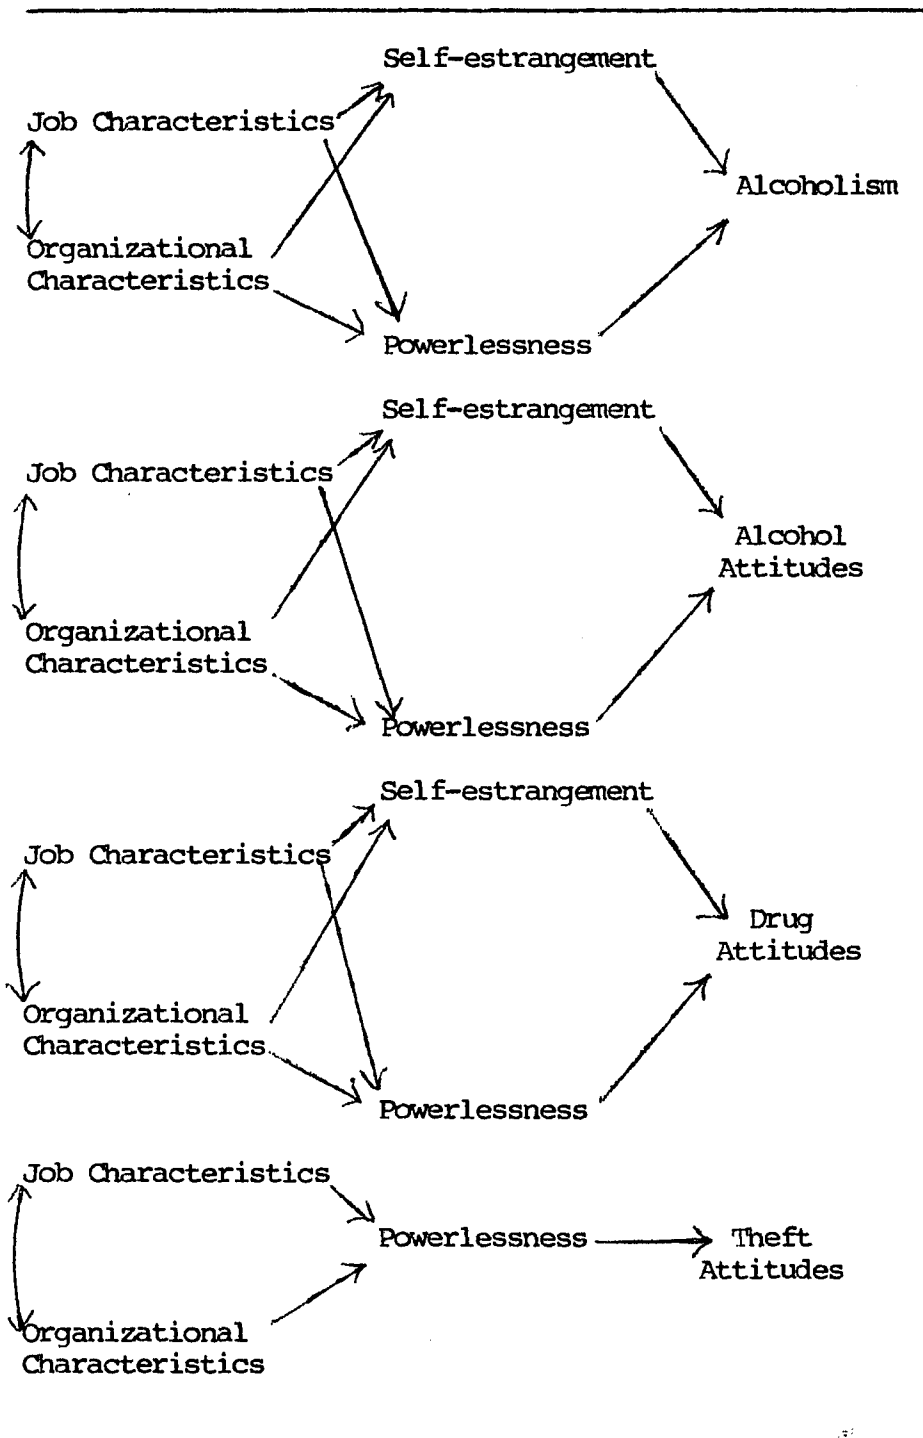 Self-estrangement
Job Characteristics
Alcoholism
Organizational
Characteristics
Powerlessness
Self-estrangement
Job Characteristics
Alcohol
Attitudes
Organizational
Characteristics
Powerlessness
Self-estrangement
Job Characteristics
Drug
Attitudes
Organizational
Characteristics
Powerlessness
Job Characteristics
Powerlessness
Theft
Attitudes
Organizational
Characteristics